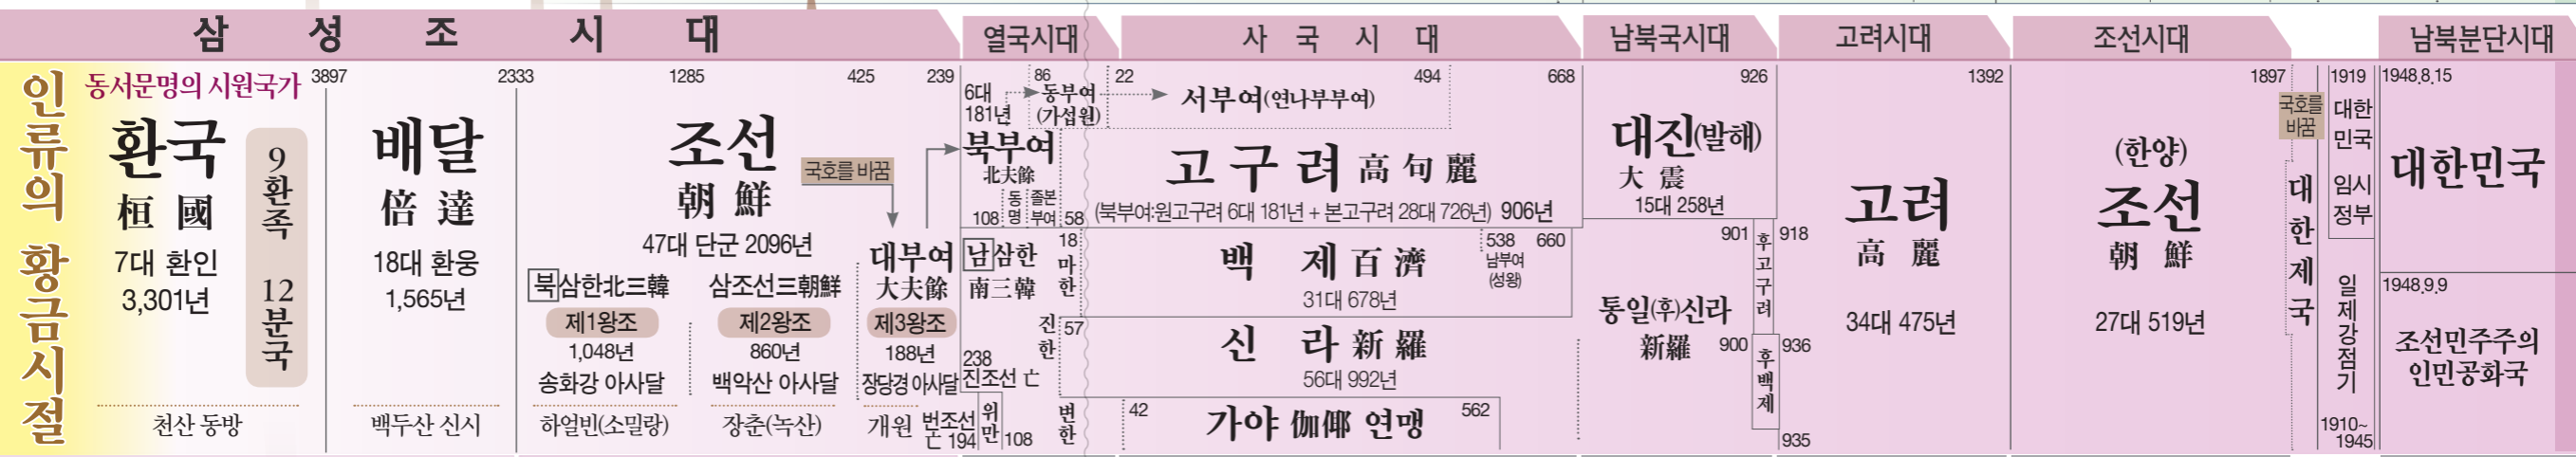 삼 성 조 시 대
열국시대
사 국 시 대
남북국시대
고려시대
조선시대
남북분단시대
인류의 황금시절
동서문명의 시원국가
3897
환국
桓 國
7대 환인
3,301년
9환족 12분국
천산 동방
2333
배달
倍 達
18대 환웅
1,565년
백두산 신시
1285
425
239
조선
朝 鮮
47대 단군 2096년
국호를 바꿈
북삼한北三韓
제1왕조
1,048년
송화강 아사달
하얼빈(소밀랑)
삼조선三朝鮮
제2왕조
860년
백악산 아사달
장춘(녹산)
대부여
大夫餘
제3왕조
188년
장당경 아사달
개원
번조선
亡 194
6대
181년
86
동부여
(가섭원)
북부여
北夫餘
108
동명
졸본
부여
58
남삼한
南三韓
18
마한
진한
57
238
진조선 亡
위만
108
변한
22
494
668
서부여(연나부부여)
고구려 高句麗
(북부여:원고구려 6대 181년 + 본고구려 28대 726년) 906년
백 제 百濟
31대 678년
538
660
남부여
(성왕)
신 라 新羅
56대 992년
42
가야 伽倻 연맹
562
926
대진(발해)
大 震
15대 258년
통일(후)신라
新羅
901
후고구려
918
900
후백제
936
935
1392
고려
高 麗
34대 475년
1897
(한양)
조선
朝 鮮
27대 519년
국호를
바꿈
대한제국
1919
대한
민국
임시
정부
일제강점기
1910~
1945
1948.8.15
대한민국
1948.9.9
조선민주주의
인민공화국